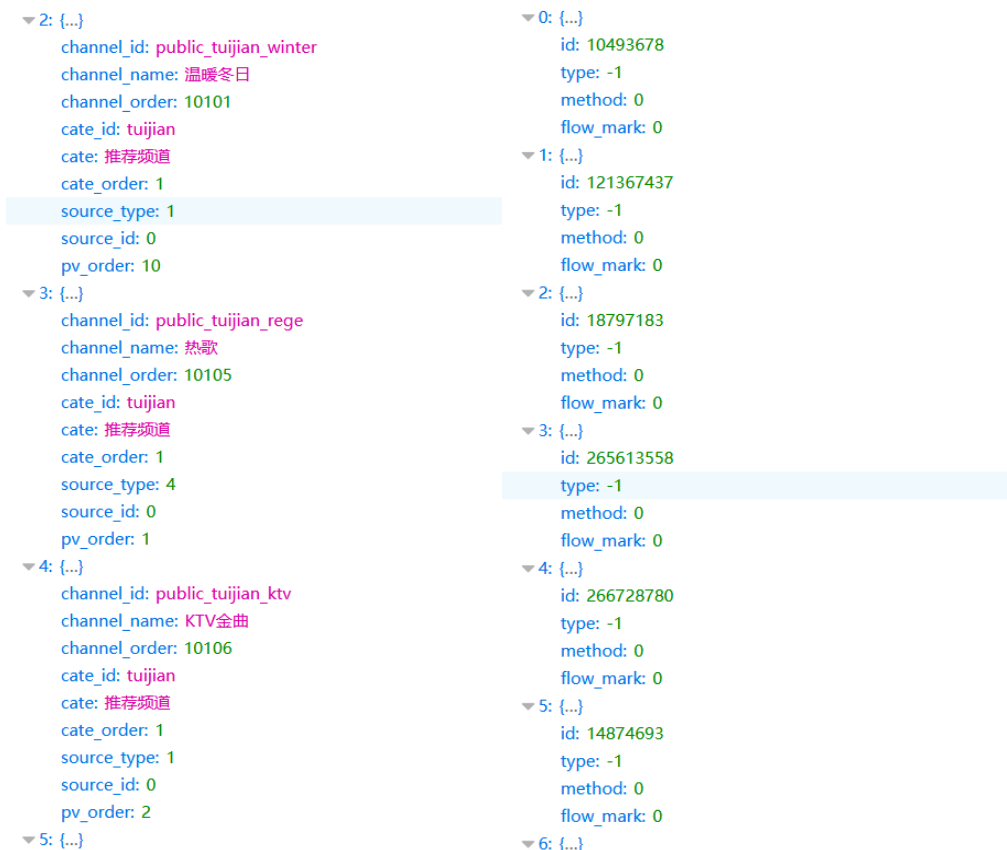 2: {…}
channel_id: public_tuijian_winter
channel_name: 温暖冬日
channel_order: 10101
cate_id: tuijian
cate: 推荐频道
cate_order: 1
source_type: 1
source_id: 0
pv_order: 10
3: {…}
channel_id: public_tuijian_rege
channel_name: 热歌
channel_order: 10105
cate_id: tuijian
cate: 推荐频道
cate_order: 1
source_type: 4
source_id: 0
pv_order: 1
4: {…}
channel_id: public_tuijian_ktv
channel_name: KTV金曲
channel_order: 10106
cate_id: tuijian
cate: 推荐频道
cate_order: 1
source_type: 1
source_id: 0
pv_order: 2
5: {…}
0: {…}
id: 10493678
type: -1
method: 0
flow_mark: 0
1: {…}
id: 121367437
type: -1
method: 0
flow_mark: 0
2: {…}
id: 18797183
type: -1
method: 0
flow_mark: 0
3: {…}
id: 265613558
type: -1
method: 0
flow_mark: 0
4: {…}
id: 266728780
type: -1
method: 0
flow_mark: 0
5: {…}
id: 14874693
type: -1
method: 0
flow_mark: 0
6: {…}